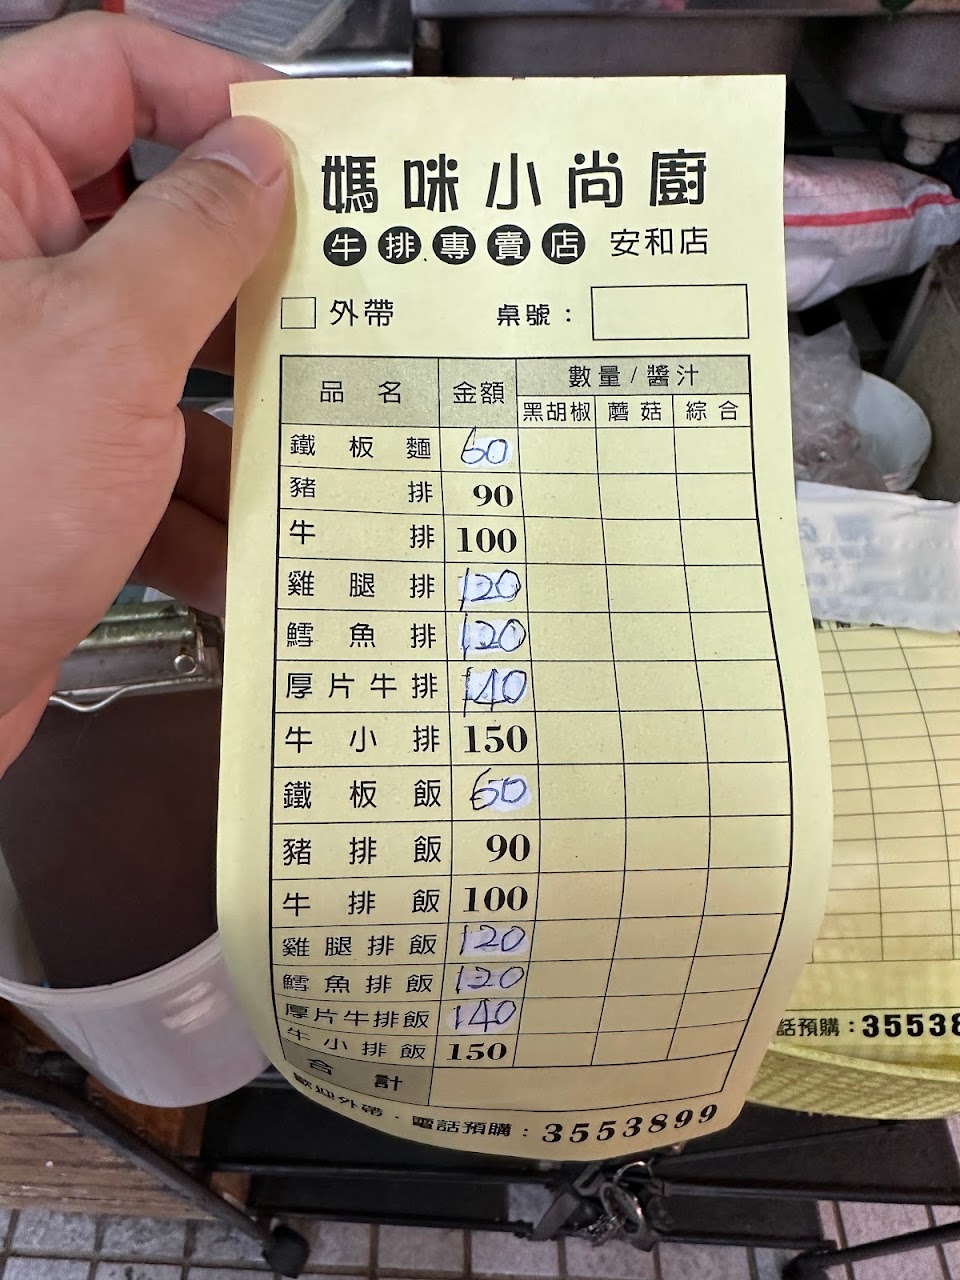 媽咪小尚廚
牛排專賣店 安和店
外帶 桌號：
品名 金額 數量/醬汁
黑胡椒 蘑菇 綜合
鐵板麵 60
豬排 90
牛排 100
雞腿排 120
鱈魚排 120
厚片牛排 140
牛小排 150
鐵板飯 60
豬排飯 90
牛排飯 100
雞腿排飯 120
鱈魚排飯 120
厚片牛排飯 140
牛小排飯 150
合計
歡迎外帶．電話預購：3553899
話預購：35538